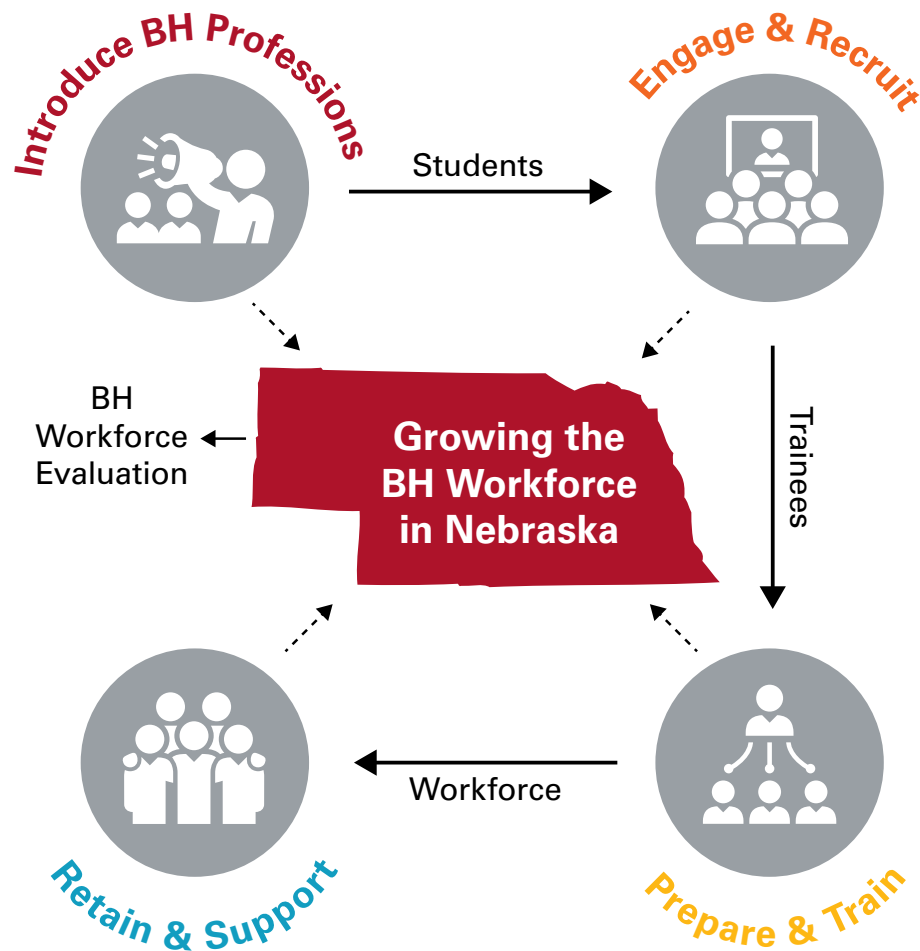 Introduce BH Professions
Engage & Recruit
Students
BH
Workforce
Evaluation
Growing the
BH Workforce
in Nebraska
Trainees
Workforce
Retain & Support
Prepare & Train